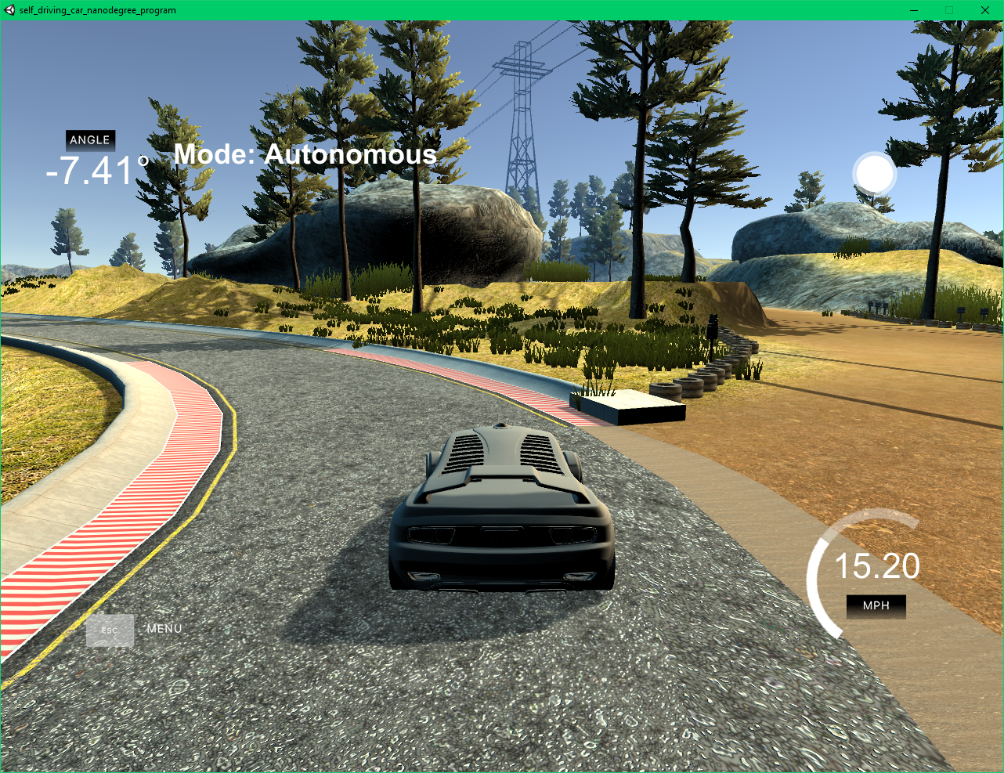 self_driving_car_nanodegree_program
ANGLE
-7.41°
Mode: Autonomous
15.20
MPH
ESC
MENU